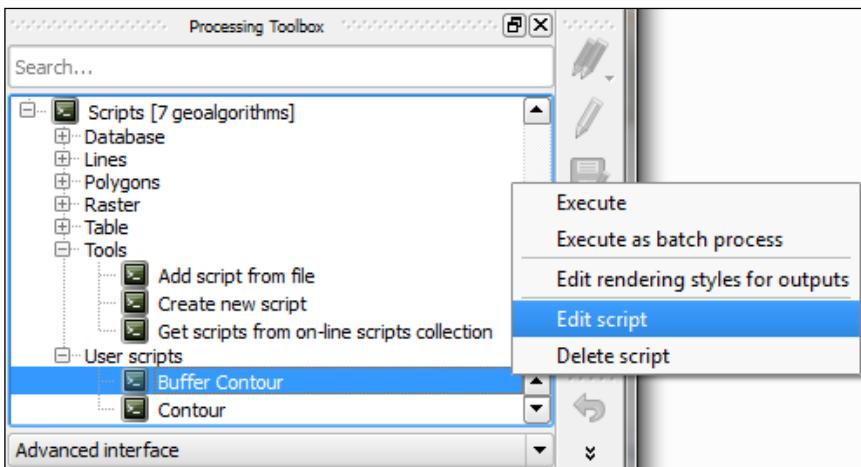 Processing Toolbox
Search...
Scripts [7 geoalgorithms]
Database
Lines
Polygons
Raster
Table
Tools
Add script from file
Create new script
Get scripts from on-line scripts collection
User scripts
Buffer Contour
Contour
Advanced interface
Execute
Execute as batch process
Edit rendering styles for outputs
Edit script
Delete script